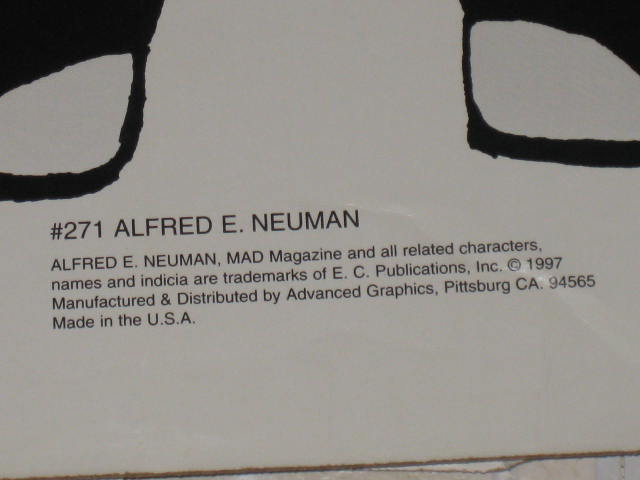 #271 ALFRED E. NEUMAN
ALFRED E. NEUMAN, MAD Magazine and all related characters,
names and indicia are trademarks of E. C. Publications, Inc. © 1997
Manufactured & Distributed by Advanced Graphics, Pittsburg CA. 94565
Made in the U.S.A.